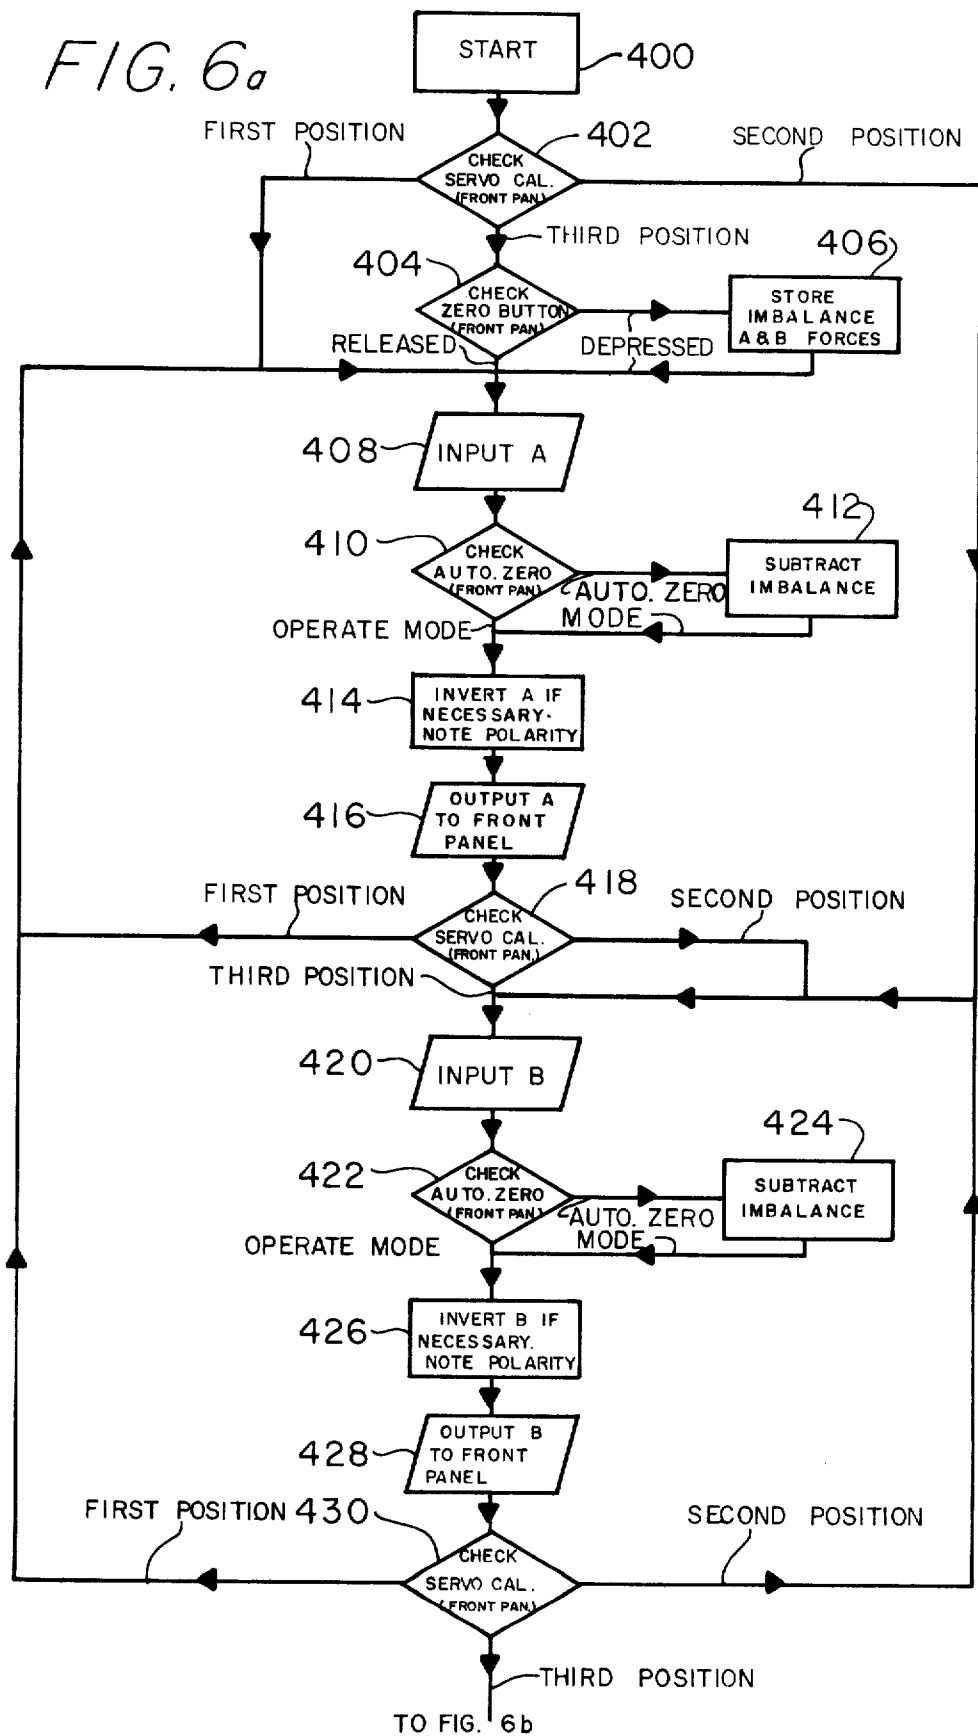 FIG. 6a
START
400
402
FIRST POSITION
SECOND POSITION
CHECK
SERVO CAL.
(FRONT PAN.)
THIRD POSITION
404
406
CHECK
ZERO BUTTON
(FRONT PAN.)
STORE
IMBALANCE
A & B FORCES
RELEASED
DEPRESSED
408
INPUT A
410
412
CHECK
AUTO. ZERO
(FRONT PAN.)
SUBTRACT
IMBALANCE
AUTO. ZERO
MODE
OPERATE MODE
414
INVERT A IF
NECESSARY.
NOTE POLARITY
416
OUTPUT A
TO FRONT
PANEL
418
FIRST POSITION
SECOND POSITION
CHECK
SERVO CAL.
(FRONT PAN.)
THIRD POSITION
420
INPUT B
422
424
CHECK
AUTO. ZERO
(FRONT PAN.)
SUBTRACT
IMBALANCE
AUTO. ZERO
MODE
OPERATE MODE
426
INVERT B IF
NECESSARY.
NOTE POLARITY
428
OUTPUT B
TO FRONT
PANEL
FIRST POSITION
430
SECOND POSITION
CHECK
SERVO CAL.
(FRONT PAN.)
THIRD POSITION
TO FIG. 6b